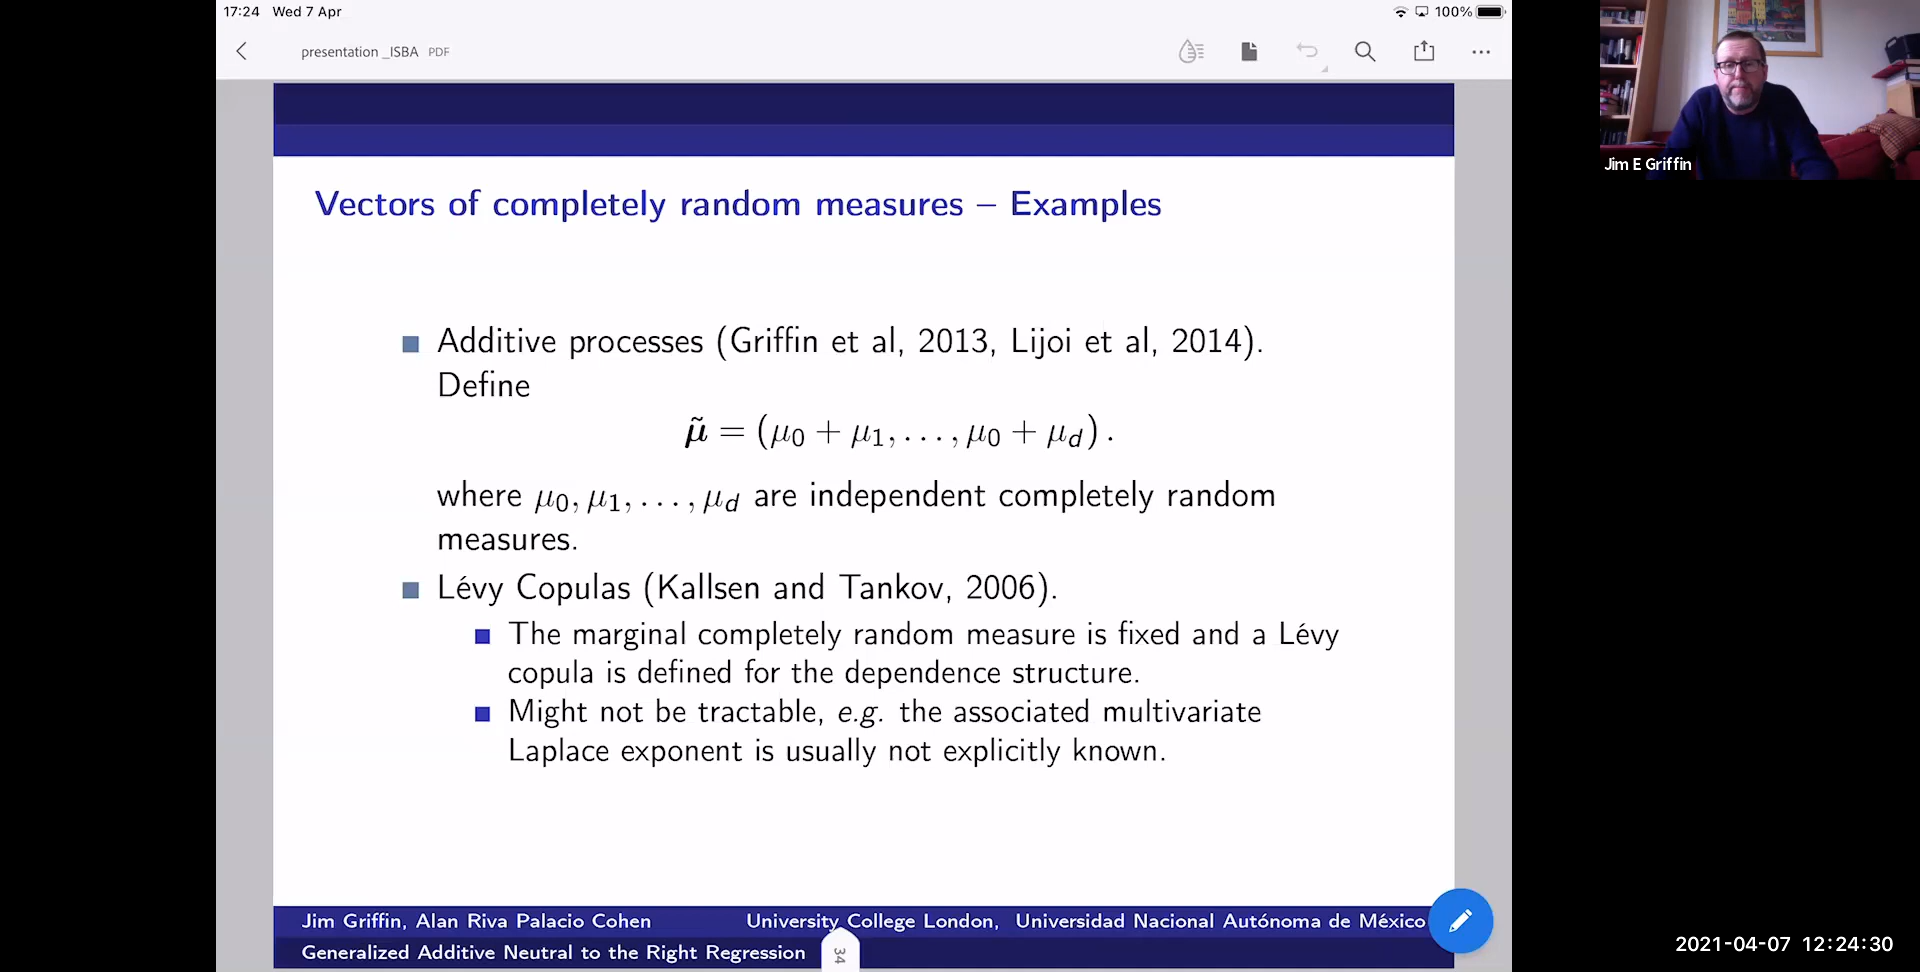 17:24 Wed 7 Apr
100%
presentation _ISBA PDF
Vectors of completely random measures – Examples
Additive processes (Griffin et al, 2013, Lijoi et al, 2014).
Define
μ̃ = (μ₀ + μ₁, . . . , μ₀ + μ_d) .
where μ₀, μ₁, . . . , μ_d are independent completely random
measures.
Lévy Copulas (Kallsen and Tankov, 2006).
The marginal completely random measure is fixed and a Lévy
copula is defined for the dependence structure.
Might not be tractable, e.g. the associated multivariate
Laplace exponent is usually not explicitly known.
Jim Griffin, Alan Riva Palacio Cohen University College London, Universidad Nacional Autónoma de México
Generalized Additive Neutral to the Right Regression
34
Jim E Griffin
2021-04-07 12:24:30